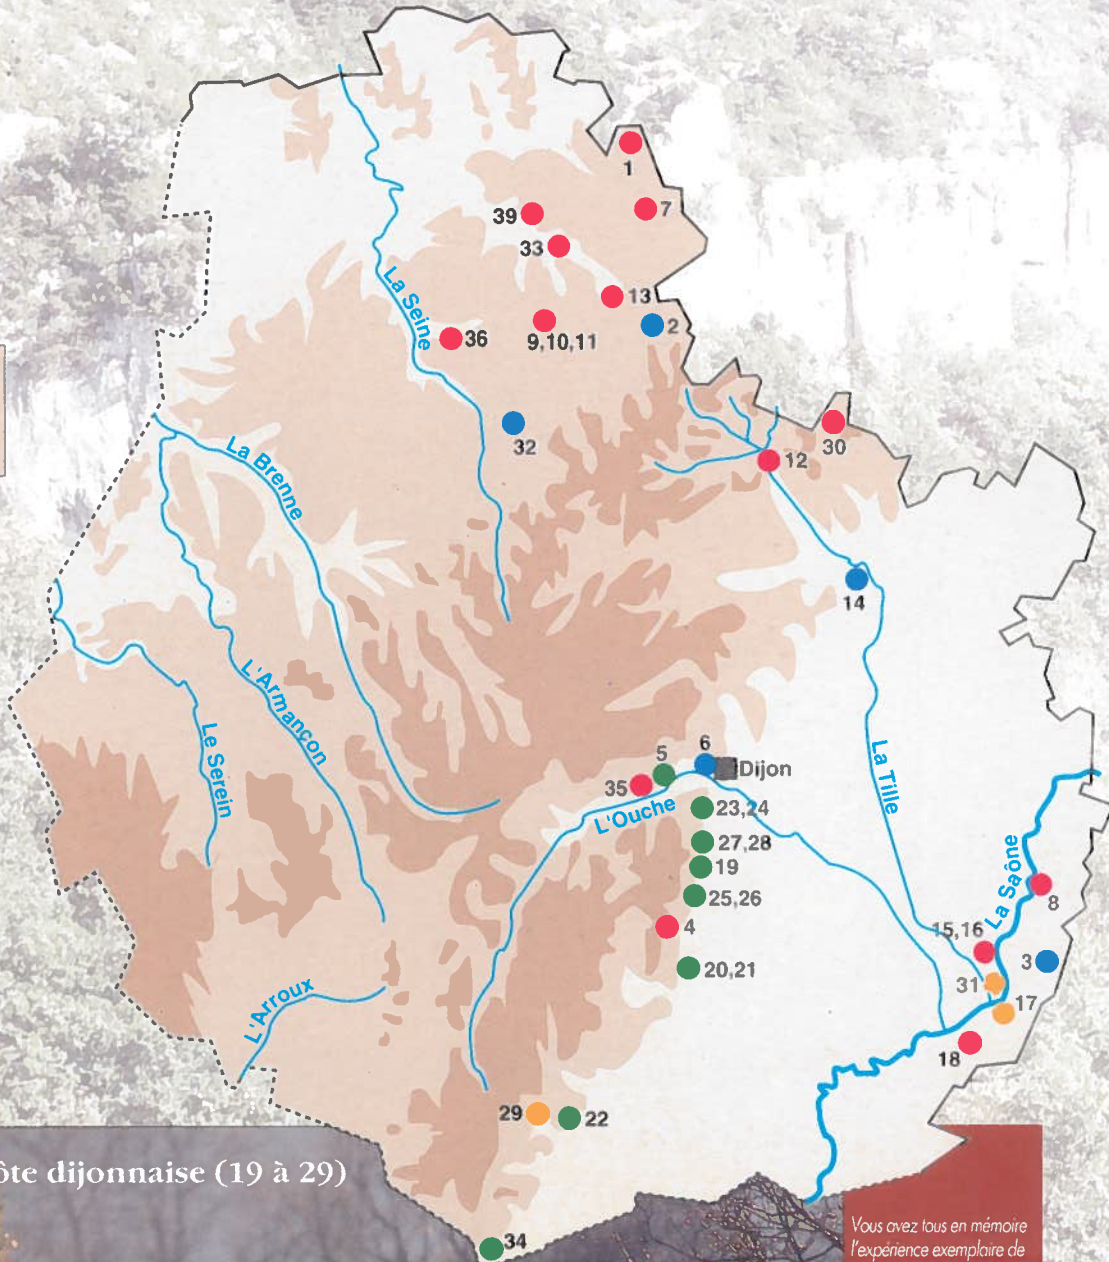 1
7
39
33
13
2
La Seine
36
9,10,11
32
30
12
La Brenne
14
L'Armançon
Le Serein
6
5
Dijon
35
L'Ouche
La Tille
23,24
27,28
19
25,26
4
20,21
La Saône
8
15,16
3
31
17
18
L'Arroux
29
22
ôte dijonnaise (19 à 29)
34
Vous avez tous en mémoire
l'expérience exemplaire de